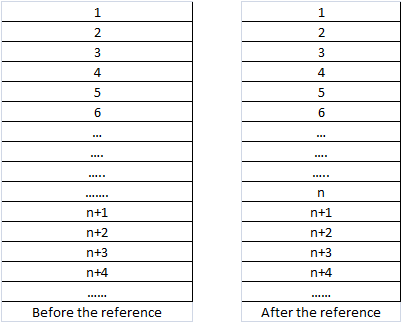 1
2
3
4
5
6
...
....
.....
.......
n+1
n+2
n+3
n+4
......
Before the reference
1
2
3
4
5
6
...
....
.....
n
n+1
n+2
n+3
n+4
......
After the reference